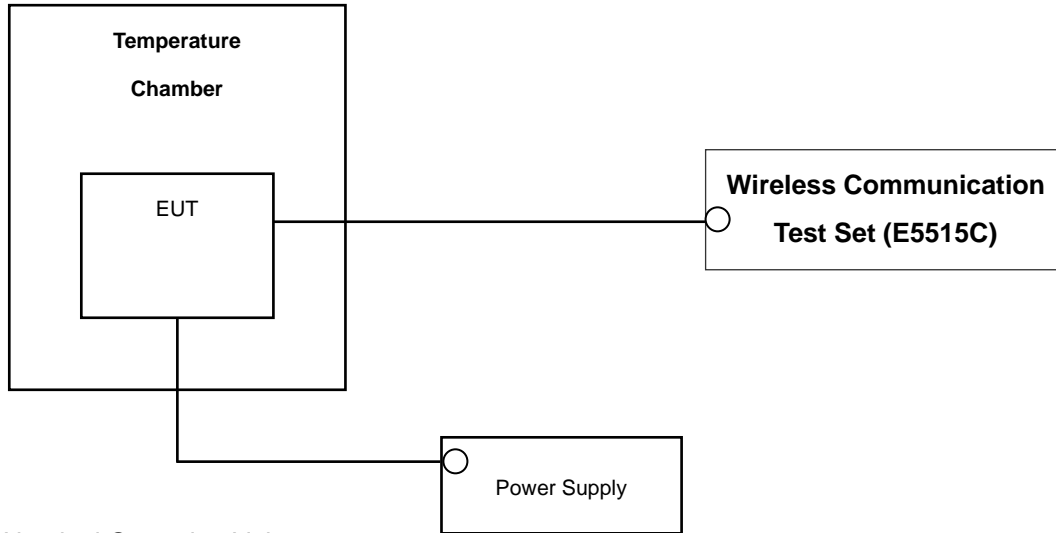 Temperature
Chamber
EUT
Wireless Communication
Test Set (E5515C)
Power Supply